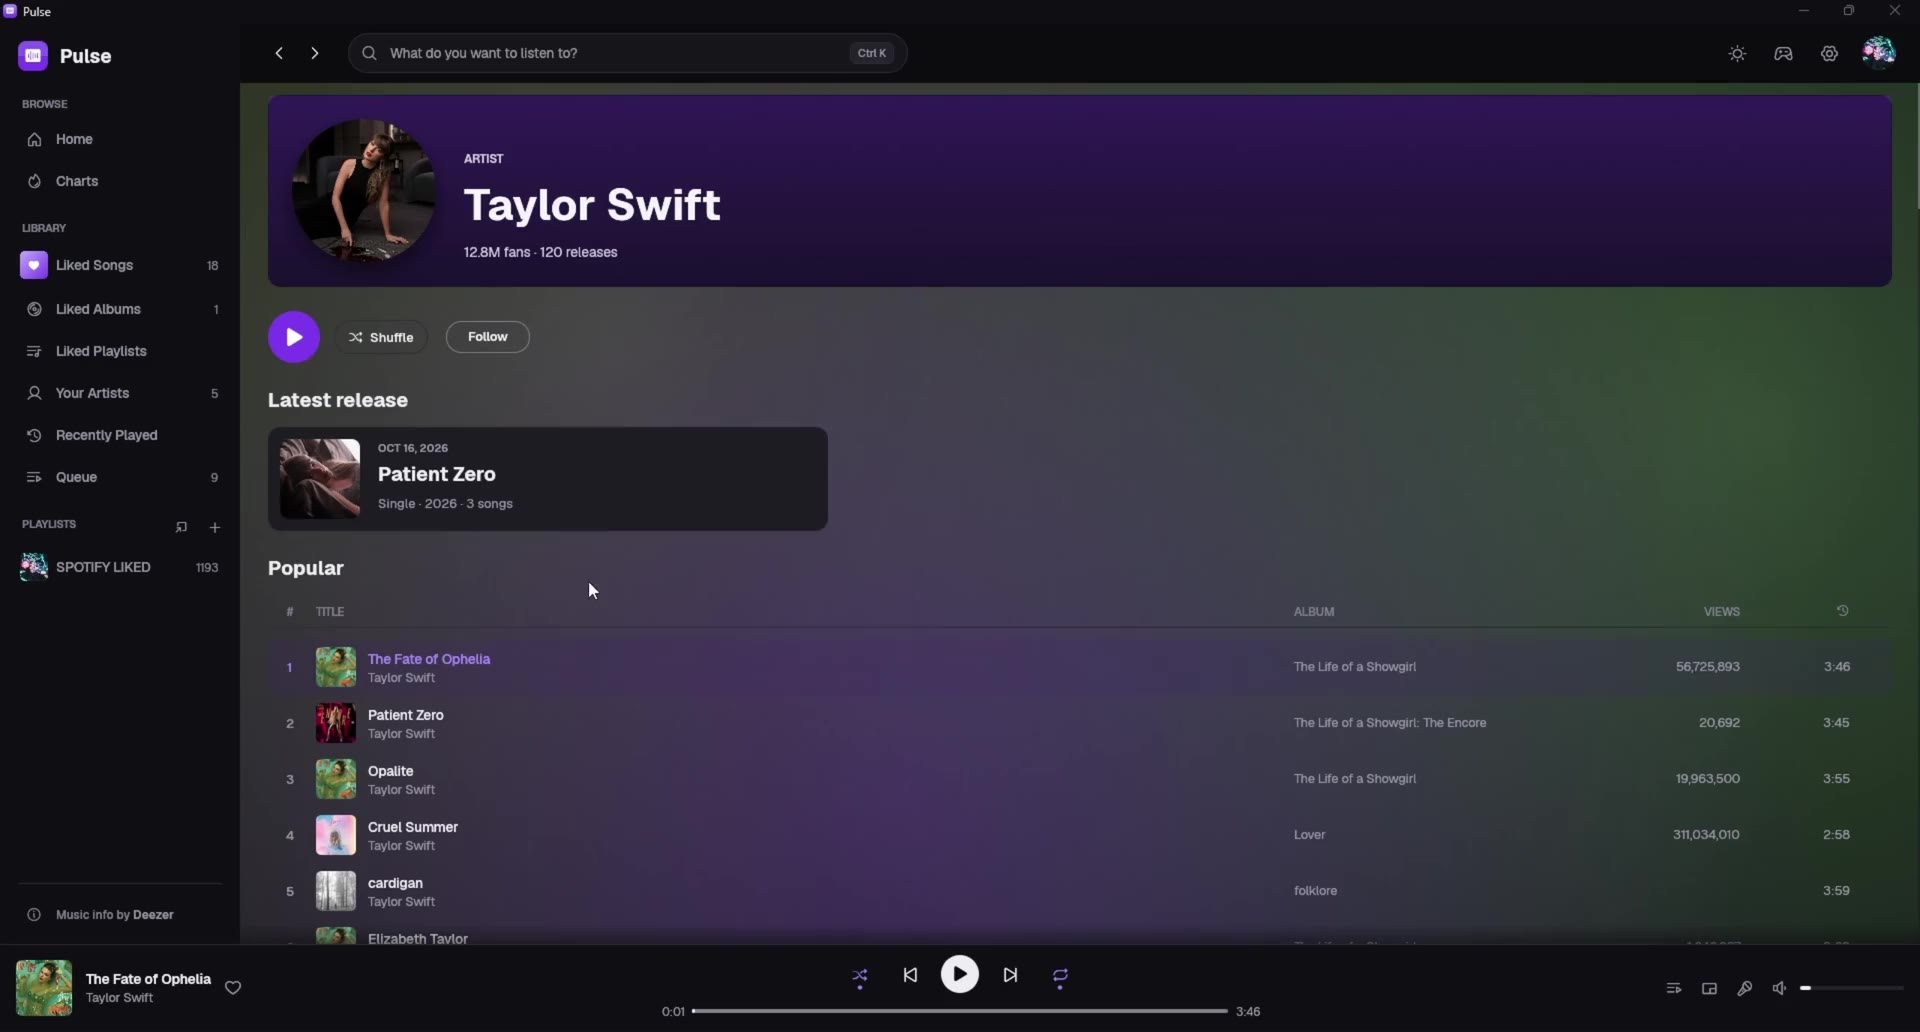 Pulse
Pulse
What do you want to listen to?
Ctrl K
BROWSE
Home
Charts
LIBRARY
Liked Songs 18
Liked Albums 1
Liked Playlists
Your Artists 5
Recently Played
Queue 9
PLAYLISTS
SPOTIFY LIKED 1193
Music info by Deezer
ARTIST
Taylor Swift
12.8M fans · 120 releases
Shuffle
Follow
Latest release
OCT 16, 2026
Patient Zero
Single · 2026 · 3 songs
Popular
# TITLE ALBUM VIEWS
1 The Fate of Ophelia The Life of a Showgirl 56,725,893 3:46
Taylor Swift
2 Patient Zero The Life of a Showgirl: The Encore 20,692 3:45
Taylor Swift
3 Opalite The Life of a Showgirl 19,963,500 3:55
Taylor Swift
4 Cruel Summer Lover 311,034,010 2:58
Taylor Swift
5 cardigan folklore 3:59
Taylor Swift
Elizabeth Taylor
The Fate of Ophelia
Taylor Swift
0:01 3:46